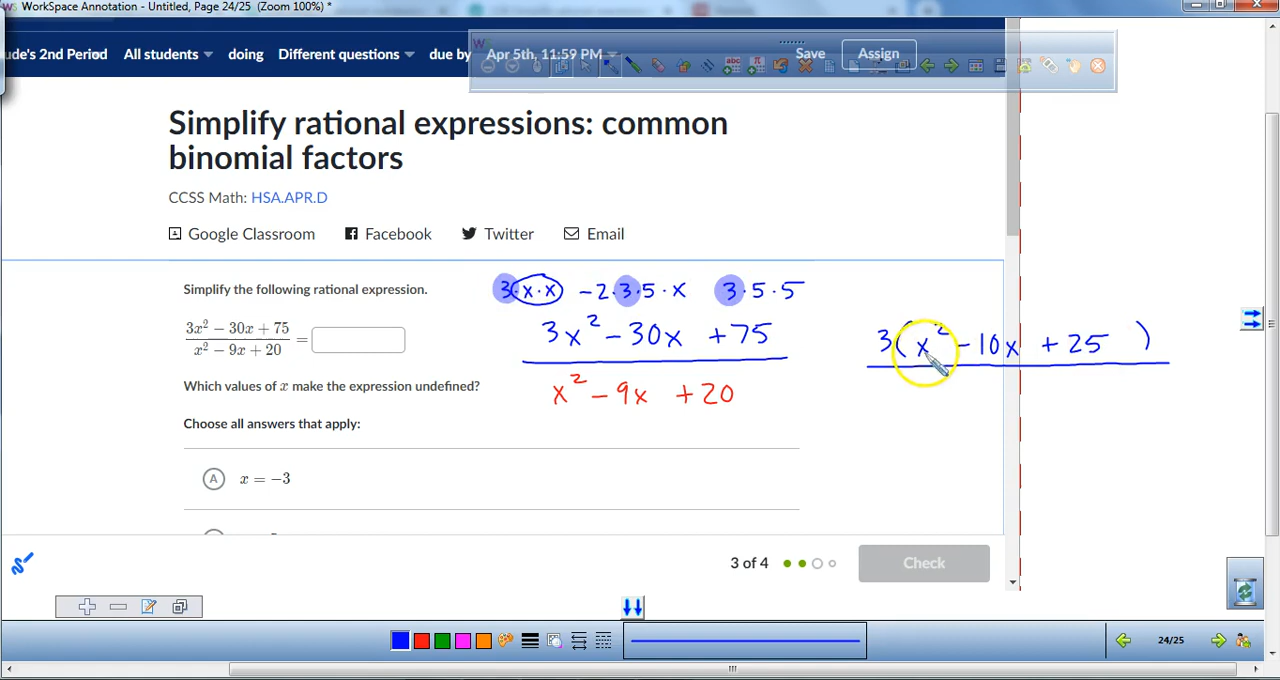 WorkSpace Annotation - Untitled, Page 24/25 (Zoom 100%) *
ude's 2nd Period All students doing Different questions due by Apr 5th, 11:59 PM Save Assign
Simplify rational expressions: common
binomial factors
CCSS Math: HSA.APR.D
Google Classroom Facebook Twitter Email
Simplify the following rational expression.
3·x·x −2·3·5·x 3·5·5
3x² − 30x + 75
x² − 9x + 20
=
3x² − 30x + 75
x² − 9x + 20
3(x² − 10x + 25 )
Which values of x make the expression undefined?
Choose all answers that apply:
A x = −3
3 of 4 Check
24/25